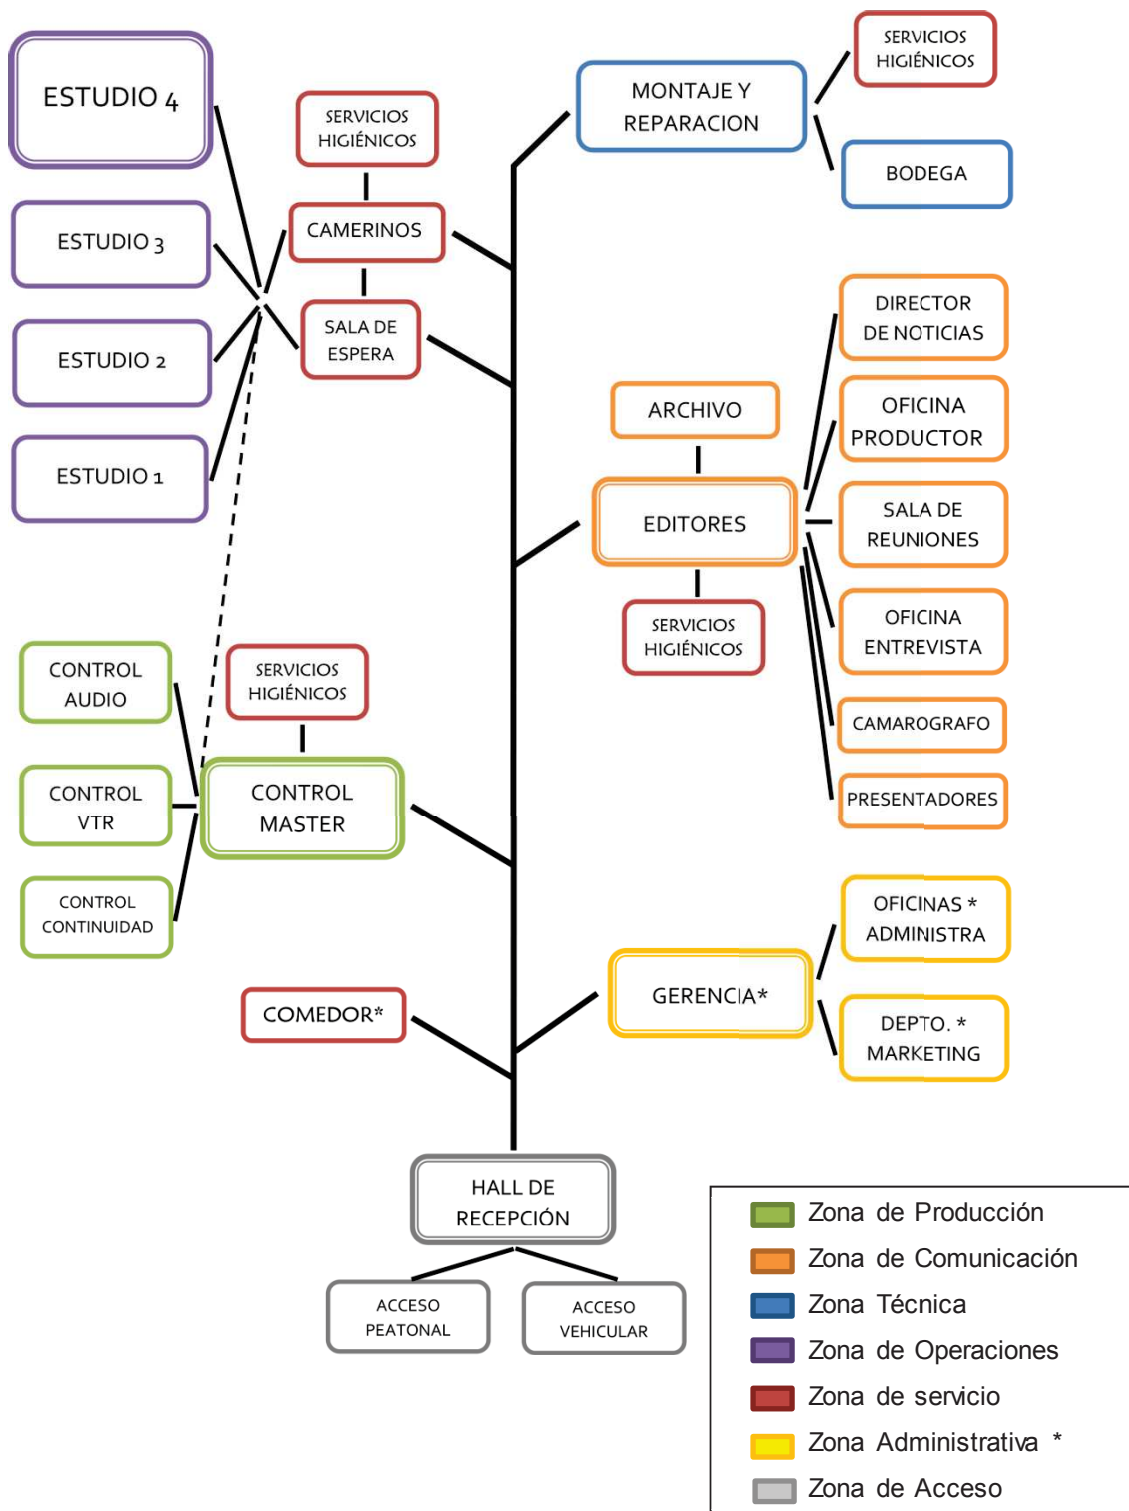 ESTUDIO 4
ESTUDIO 3
ESTUDIO 2
ESTUDIO 1
SERVICIOS
HIGIÉNICOS
CAMERINOS
SALA DE
ESPERA
MONTAJE Y
REPARACION
SERVICIOS
HIGIÉNICOS
BODEGA
ARCHIVO
EDITORES
SERVICIOS
HIGIÉNICOS
DIRECTOR
DE NOTICIAS
OFICINA
PRODUCTOR
SALA DE
REUNIONES
OFICINA
ENTREVISTA
CAMAROGRAFO
PRESENTADORES
CONTROL
AUDIO
CONTROL
VTR
CONTROL
CONTINUIDAD
SERVICIOS
HIGIÉNICOS
CONTROL
MASTER
COMEDOR*
GERENCIA*
OFICINAS *
ADMINISTRA
DEPTO. *
MARKETING
HALL DE
RECEPCIÓN
ACCESO
PEATONAL
ACCESO
VEHICULAR
Zona de Producción
Zona de Comunicación
Zona Técnica
Zona de Operaciones
Zona de servicio
Zona Administrativa *
Zona de Acceso